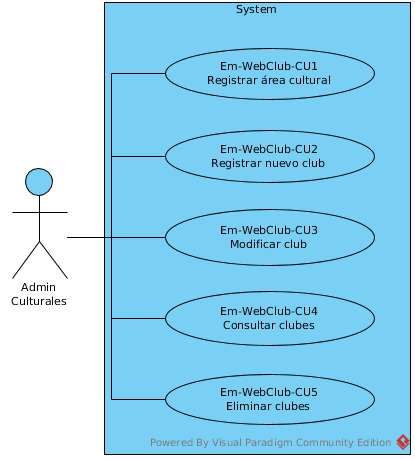 System
Em-WebClub-CU1
Registrar área cultural
Em-WebClub-CU2
Registrar nuevo club
Em-WebClub-CU3
Modificar club
Admin
Culturales
Em-WebClub-CU4
Consultar clubes
Em-WebClub-CU5
Eliminar clubes
Powered By Visual Paradigm Community Edition